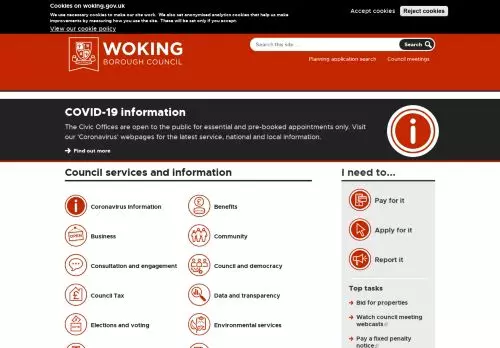 Cookies on woking.gov.uk
We use necessary cookies to make our site work. We also set anonymised analytics cookies that help us make
improvements by measuring how you use the site. These will be set only if you accept.
View our cookie policy
Accept cookies
Reject cookies
WOKING
BOROUGH COUNCIL
Search this site ...
Search
Planning application search
Council meetings
COVID-19 information
The Civic Offices are open to the public for essential and pre-booked appointments only. Visit
our 'Coronavirus' webpages for the latest service, national and local information.
Find out more
Council services and information
Coronavirus information
Benefits
Business
Community
Consultation and engagement
Council and democracy
Council Tax
Data and transparency
Elections and voting
Environmental services
I need to...
Pay for it
Apply for it
Report it
Top tasks
Bid for properties
Watch council meeting
webcasts
Pay a fixed penalty
notice